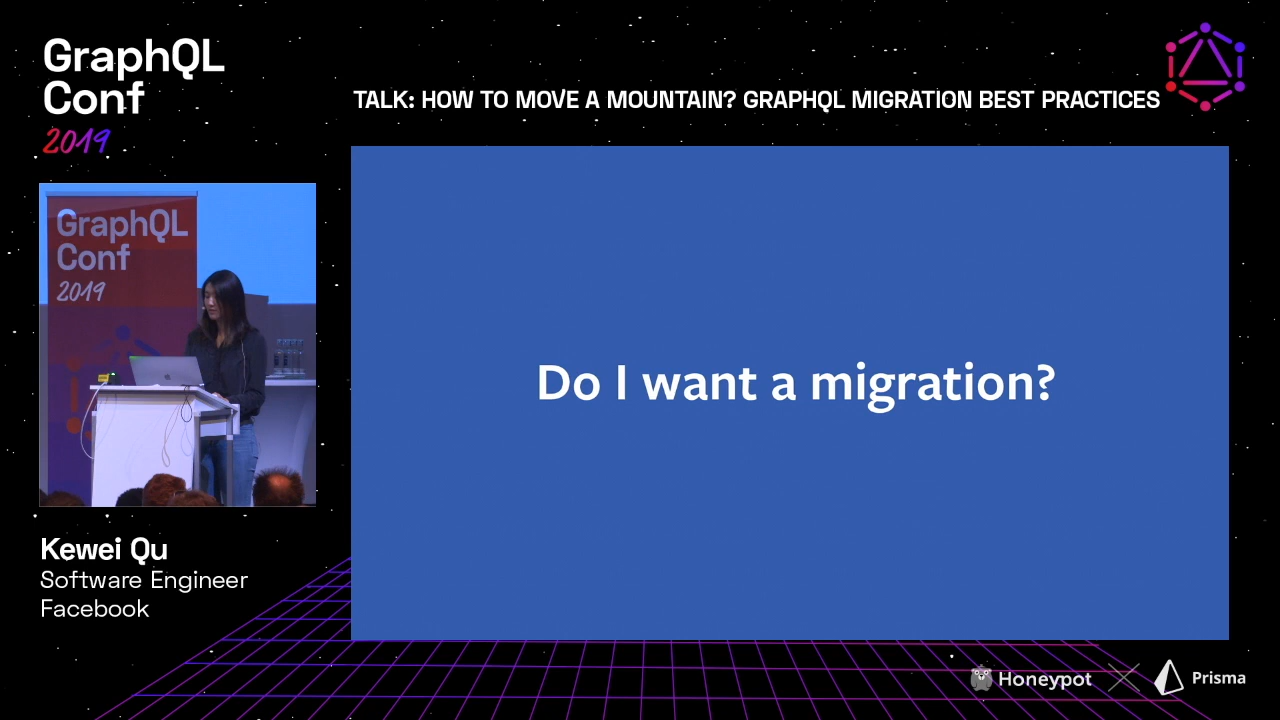 GraphQL
Conf
2019
TALK: HOW TO MOVE A MOUNTAIN? GRAPHQL MIGRATION BEST PRACTICES
GraphQL
Conf
2019
Do I want a migration?
Kewei Qu
Software Engineer
Facebook
Honeypot
Prisma